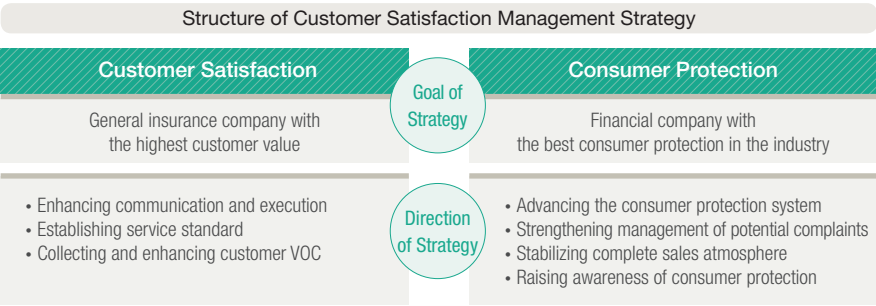 Structure of Customer Satisfaction Management Strategy
Customer Satisfaction
Consumer Protection
Goal of
Strategy
General insurance company with
the highest customer value
Financial company with
the best consumer protection in the industry
Direction
of Strategy
• Enhancing communication and execution
• Establishing service standard
• Collecting and enhancing customer VOC
• Advancing the consumer protection system
• Strengthening management of potential complaints
• Stabilizing complete sales atmosphere
• Raising awareness of consumer protection